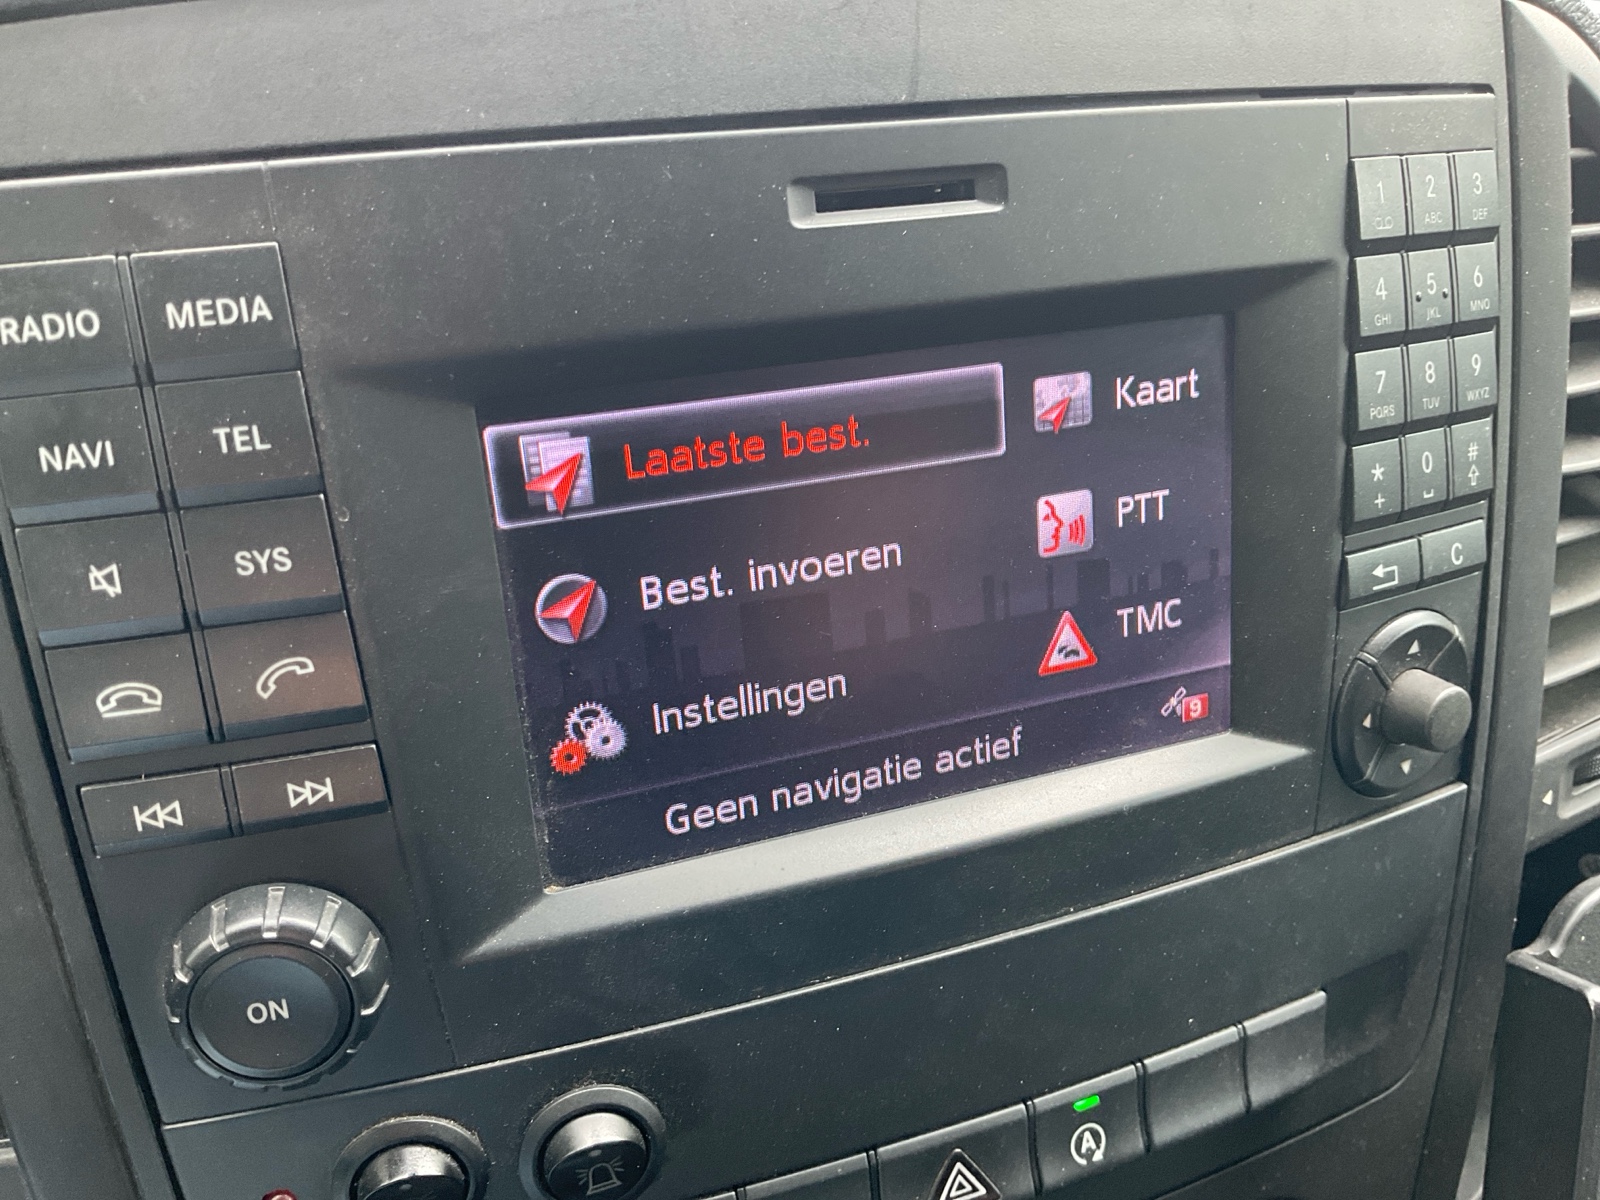 RADIO
MEDIA
NAVI
TEL
SYS
ON
Laatste best.
Best. invoeren
Instellingen
Kaart
PTT
TMC
9
Geen navigatie actief
1
2 ABC
3 DEF
4 GHI
5 JKL
6 MNO
7 PQRS
8 TUV
9 WXYZ
* +
0
#
C
A